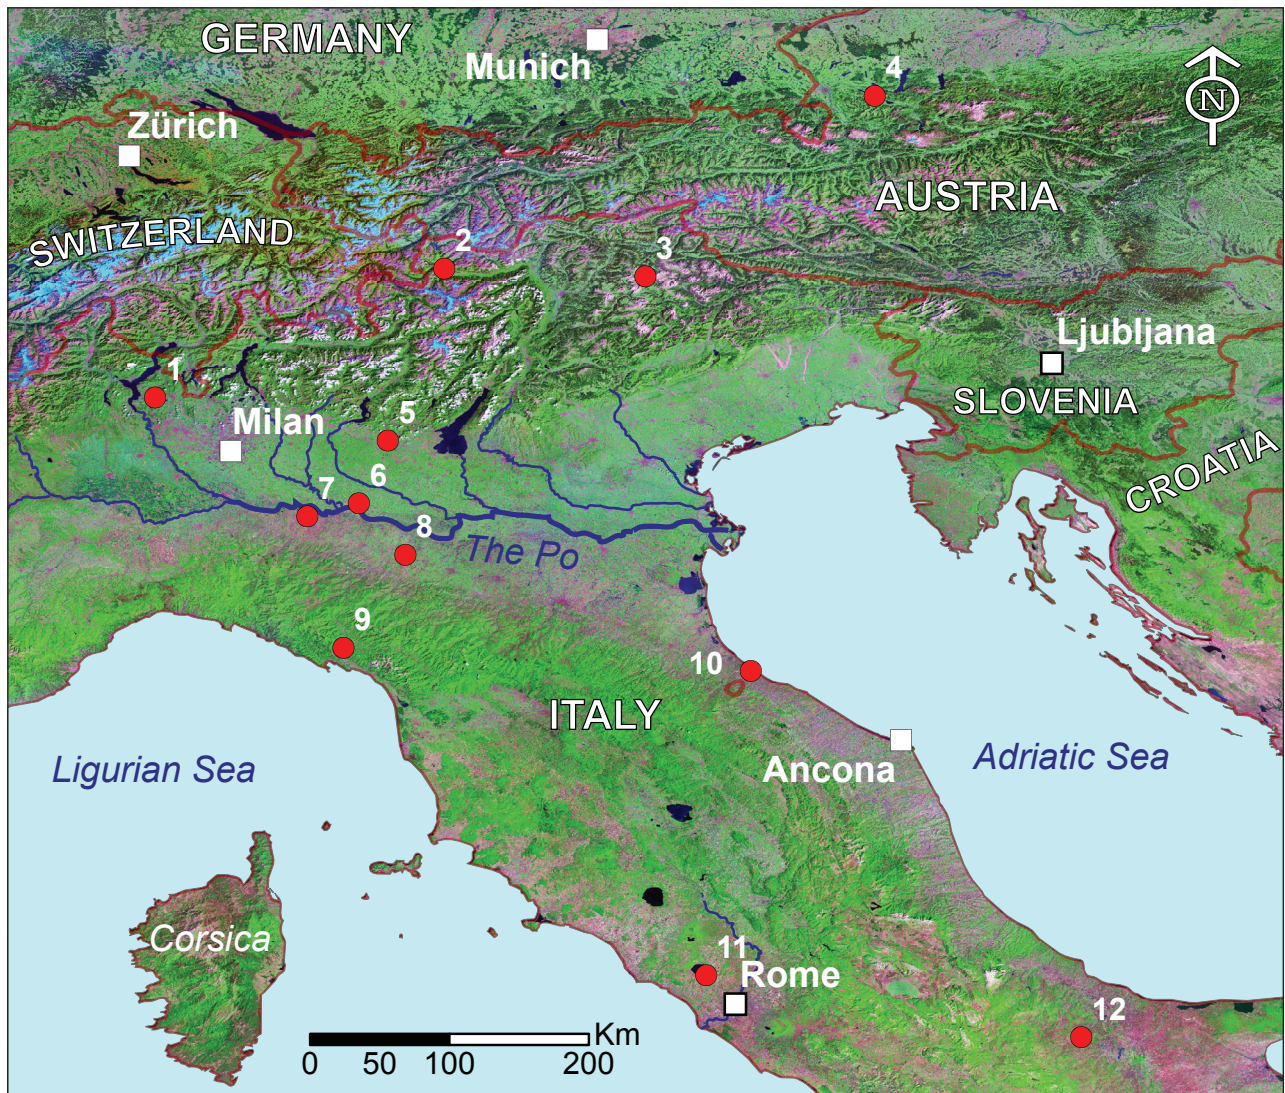 GERMANY
Munich
4
N
Zürich
AUSTRIA
SWITZERLAND
2
3
Ljubljana
1
SLOVENIA
Milan
5
CROATIA
6
7
8
The Po
9
10
ITALY
Ligurian Sea
Ancona
Adriatic Sea
Corsica
11
Rome
12
Km
0 50 100 200